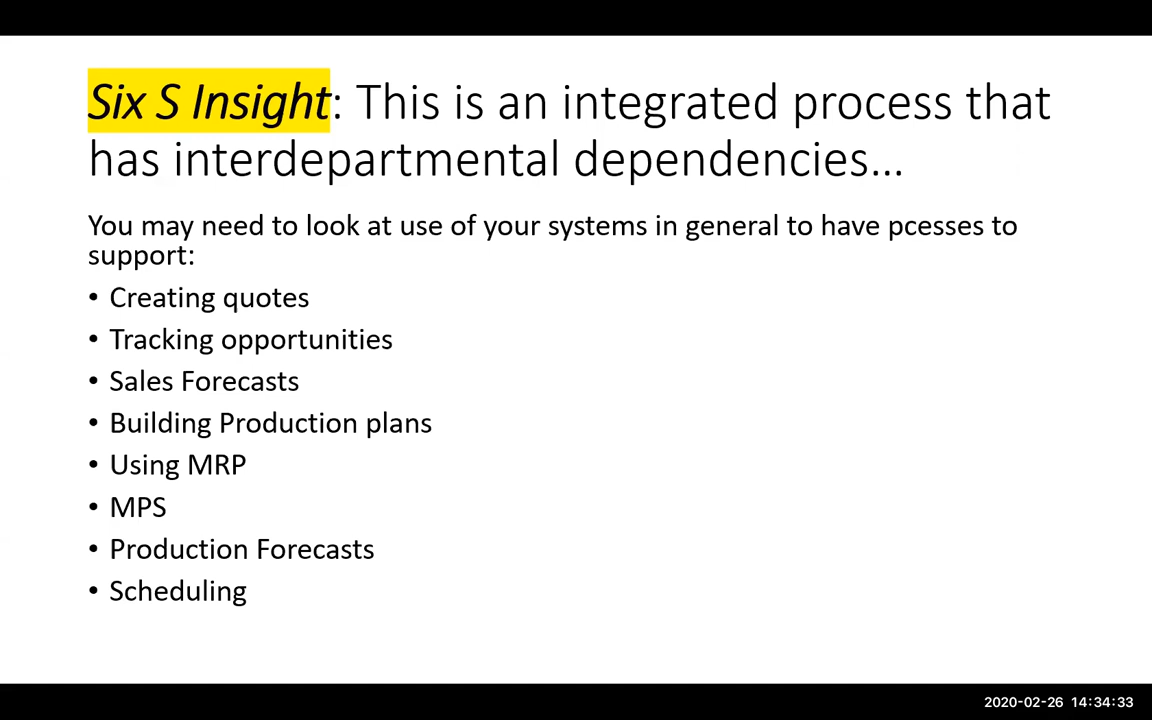 Six S Insight: This is an integrated process that
has interdepartmental dependencies...
You may need to look at use of your systems in general to have pcesses to
support:
• Creating quotes
• Tracking opportunities
• Sales Forecasts
• Building Production plans
• Using MRP
• MPS
• Production Forecasts
• Scheduling
2020-02-26 14:34:33